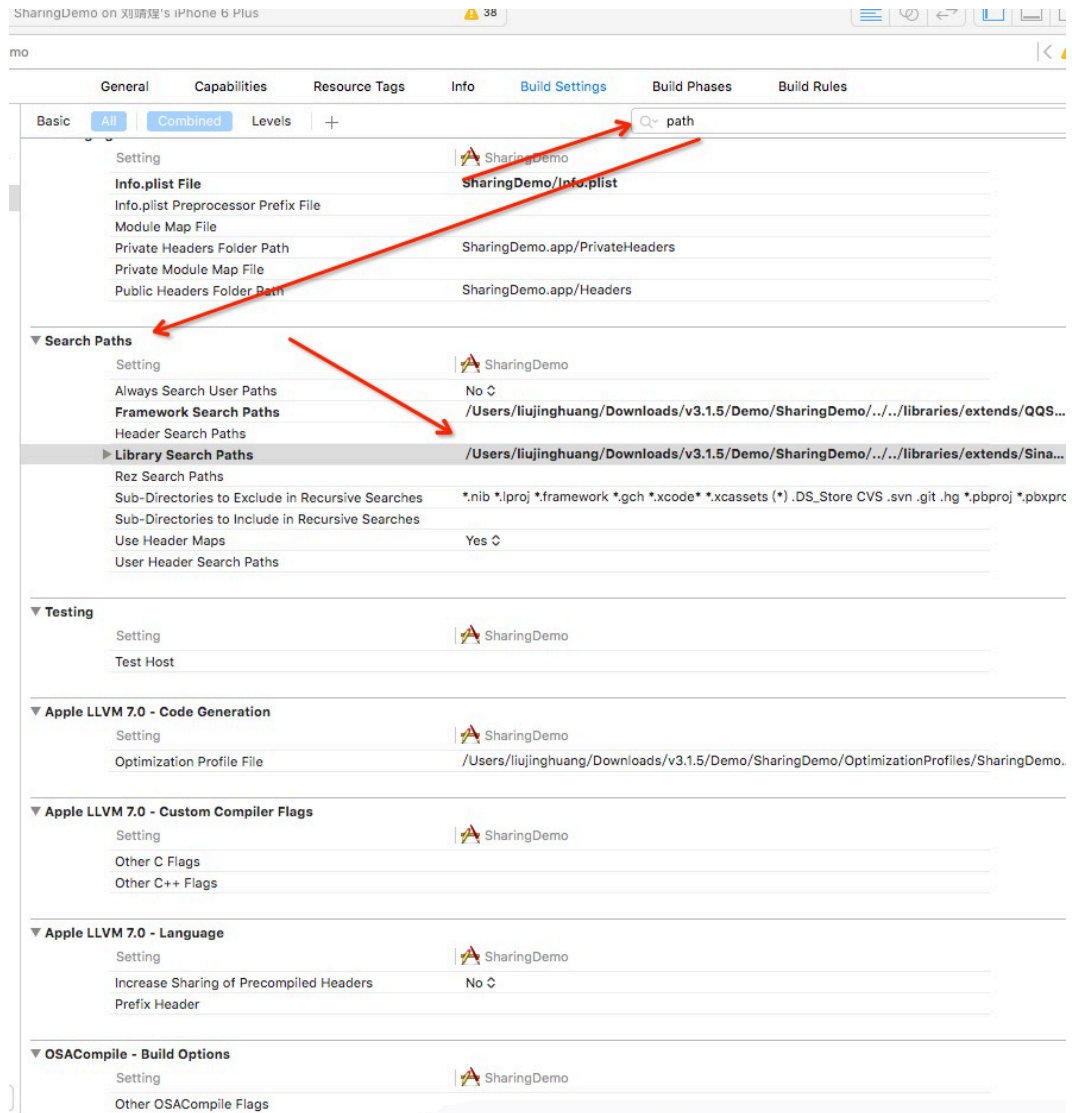 SharingDemo on 刘靖煌's iPhone 6 Plus 38
mo
General Capabilities Resource Tags Info Build Settings Build Phases Build Rules
Basic All Combined Levels + path
Setting SharingDemo
Info.plist File SharingDemo/Info.plist
Info.plist Preprocessor Prefix File
Module Map File
Private Headers Folder Path SharingDemo.app/PrivateHeaders
Private Module Map File
Public Headers Folder Path SharingDemo.app/Headers
Search Paths
Setting SharingDemo
Always Search User Paths No
Framework Search Paths /Users/liujinghuang/Downloads/v3.1.5/Demo/SharingDemo/../../libraries/extends/QQS...
Header Search Paths
Library Search Paths /Users/liujinghuang/Downloads/v3.1.5/Demo/SharingDemo/../../libraries/extends/Sina...
Rez Search Paths
Sub-Directories to Exclude in Recursive Searches *.nib *.lproj *.framework *.gch *.xcode* *.xcassets (*) .DS_Store CVS .svn .git .hg *.pbproj *.pbxpro
Sub-Directories to Include in Recursive Searches
Use Header Maps Yes
User Header Search Paths
Testing
Setting SharingDemo
Test Host
Apple LLVM 7.0 - Code Generation
Setting SharingDemo
Optimization Profile File /Users/liujinghuang/Downloads/v3.1.5/Demo/SharingDemo/OptimizationProfiles/SharingDemo..
Apple LLVM 7.0 - Custom Compiler Flags
Setting SharingDemo
Other C Flags
Other C++ Flags
Apple LLVM 7.0 - Language
Setting SharingDemo
Increase Sharing of Precompiled Headers No
Prefix Header
OSACompile - Build Options
Setting SharingDemo
Other OSACompile Flags